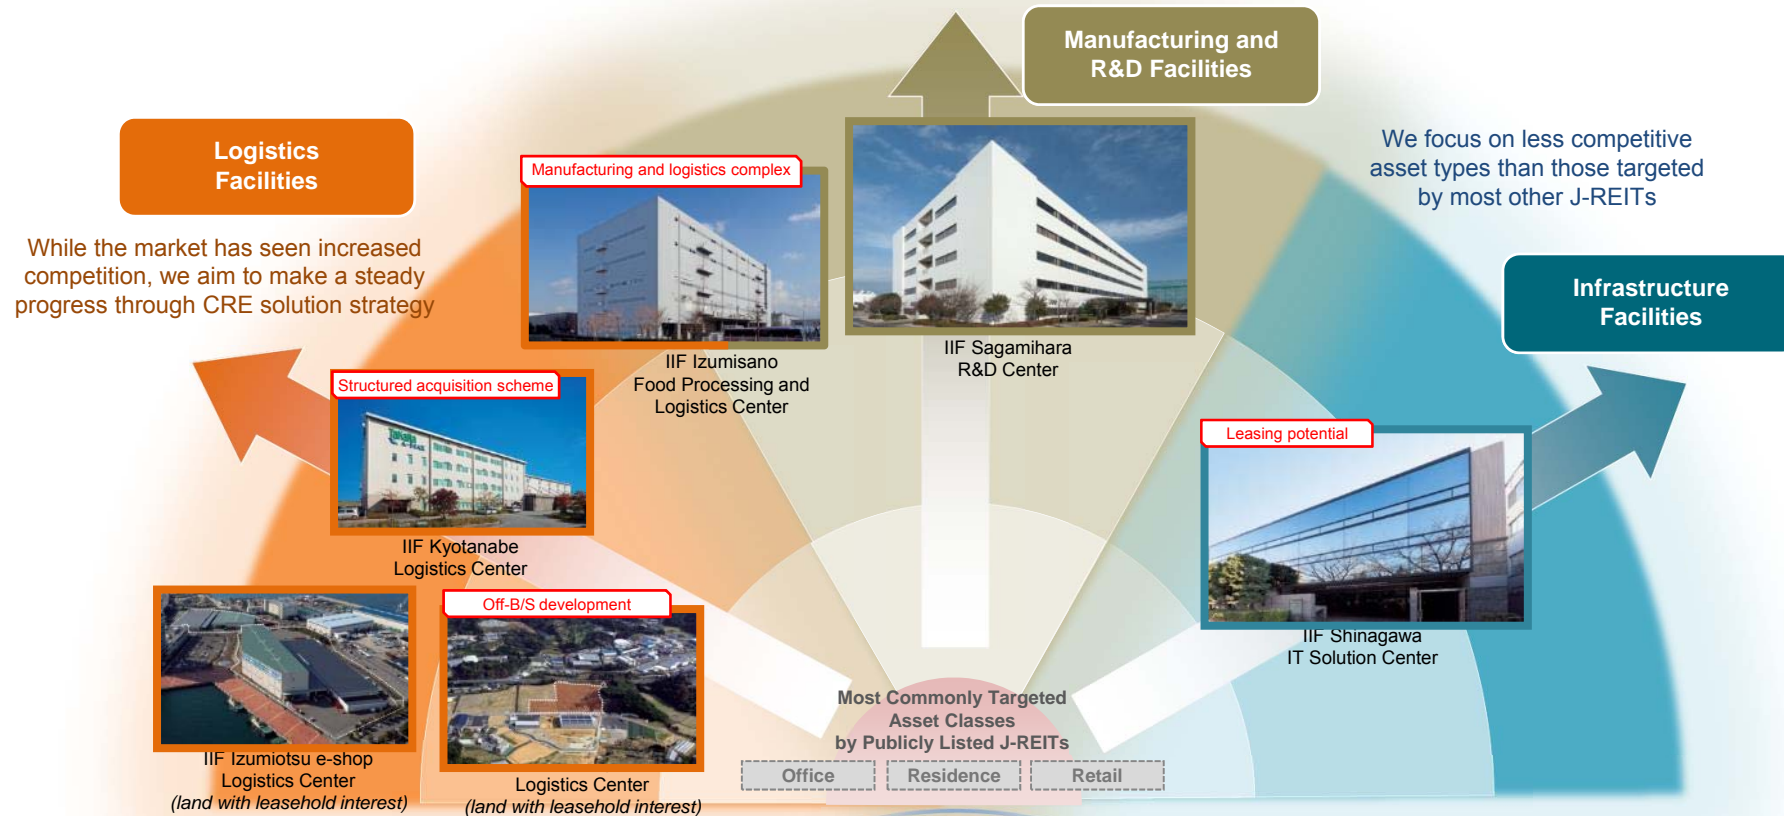 Manufacturing and
R&D Facilities
Logistics
Facilities
We focus on less competitive
asset types than those targeted
by most other J-REITs
While the market has seen increased
competition, we aim to make a steady
progress through CRE solution strategy
Infrastructure
Facilities
Manufacturing and logistics complex
IIF Izumisano
Food Processing and
Logistics Center
IIF Sagamihara
R&D Center
Structured acquisition scheme
IIF Kyotanabe
Logistics Center
Leasing potential
IIF Shinagawa
IT Solution Center
Off-B/S development
IIF Izumiotsu e-shop
Logistics Center
(land with leasehold interest)
Logistics Center
(land with leasehold interest)
Most Commonly Targeted
Asset Classes
by Publicly Listed J-REITs
Office
Residence
Retail